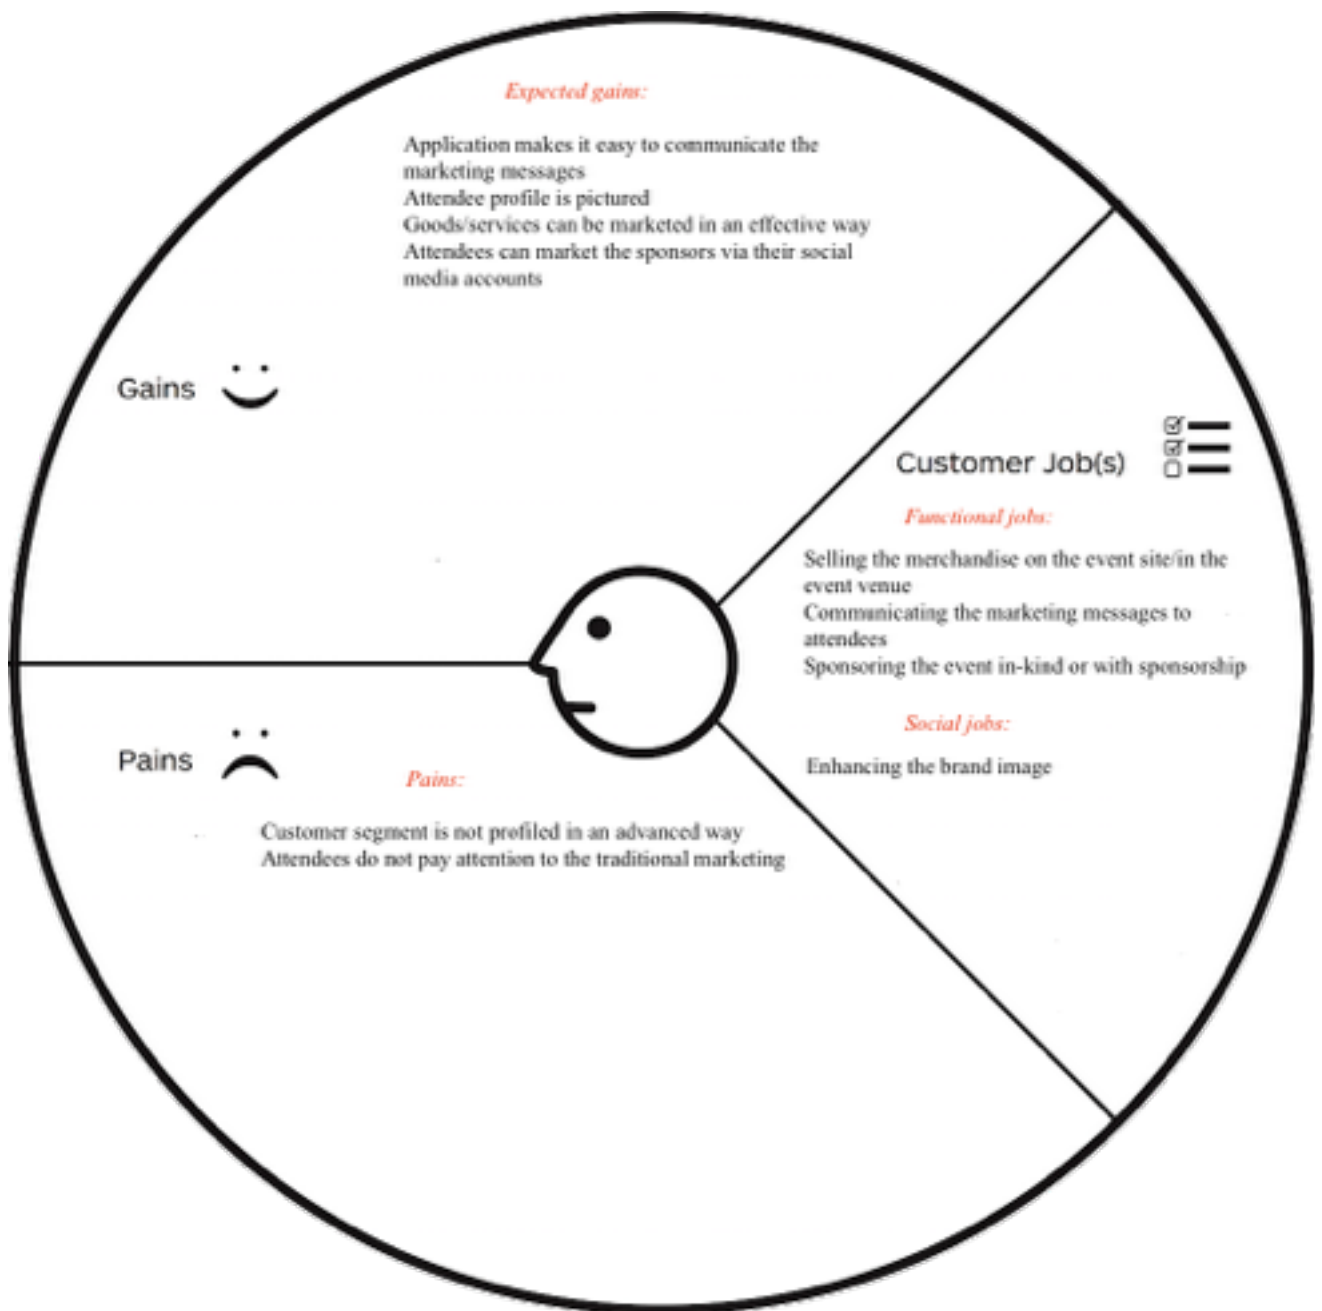 Expected gains:
Application makes it easy to communicate the
marketing messages
Attendee profile is pictured
Goods/services can be marketed in an effective way
Attendees can market the sponsors via their social
media accounts
Gains
Customer Job(s)
Functional jobs:
Selling the merchandise on the event site/in the
event venue
Communicating the marketing messages to
attendees
Sponsoring the event in-kind or with sponsorship
Social jobs:
Enhancing the brand image
Pains
Pains:
Customer segment is not profiled in an advanced way
Attendees do not pay attention to the traditional marketing